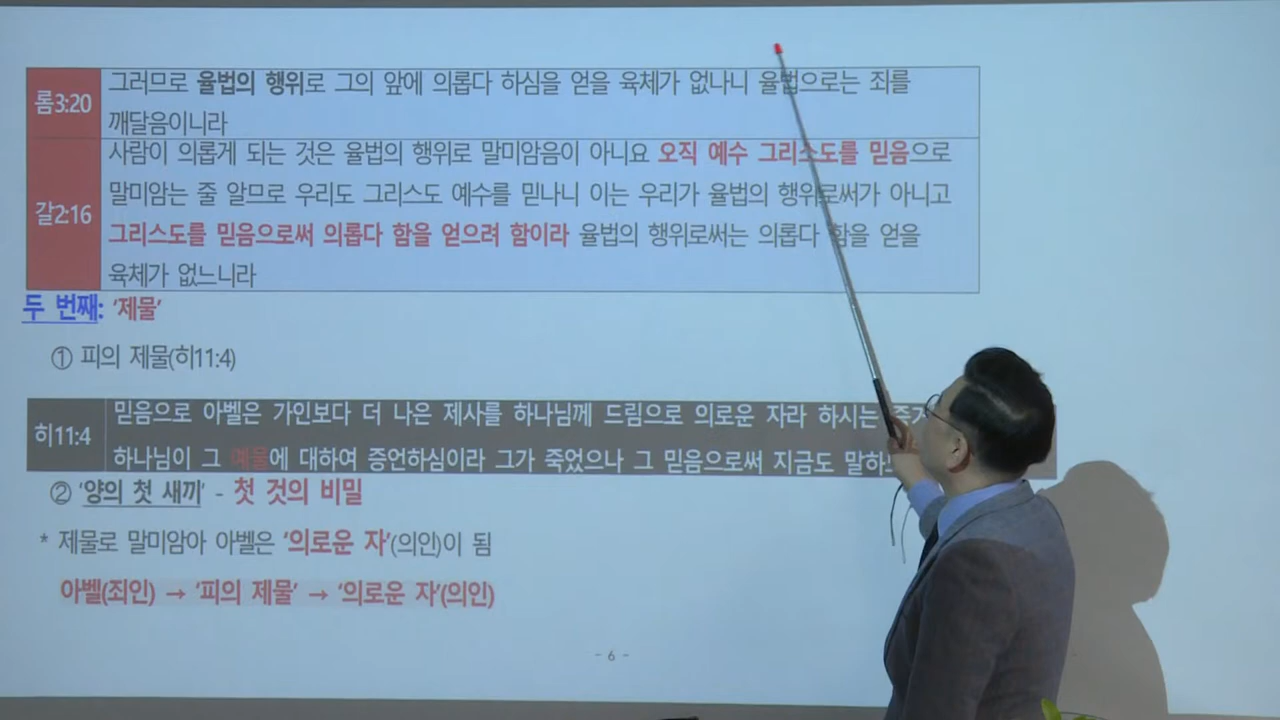 롬3:20
그러므로 율법의 행위로 그의 앞에 의롭다 하심을 얻을 육체가 없나니 율법으로는 죄를
깨달음이니라
갈2:16
사람이 의롭게 되는 것은 율법의 행위로 말미암음이 아니요 오직 예수 그리스도를 믿음으로
말미암는 줄 알므로 우리도 그리스도 예수를 믿나니 이는 우리가 율법의 행위로써가 아니고
그리스도를 믿음으로써 의롭다 함을 얻으려 함이라 율법의 행위로써는 의롭다 함을 얻을
육체가 없느니라
두 번째: '제물'
① 피의 제물(히11:4)
히11:4
믿음으로 아벨은 가인보다 더 나은 제사를 하나님께 드림으로 의로운 자라 하시는
하나님이 그 예물에 대하여 증언하심이라 그가 죽었으나 그 믿음으로써 지금도
② '양의 첫 새끼' - 첫 것의 비밀
* 제물로 말미암아 아벨은 '의로운 자'(의인)이 됨
아벨(죄인) → '피의 제물' → '의로운 자'(의인)
- 6 -